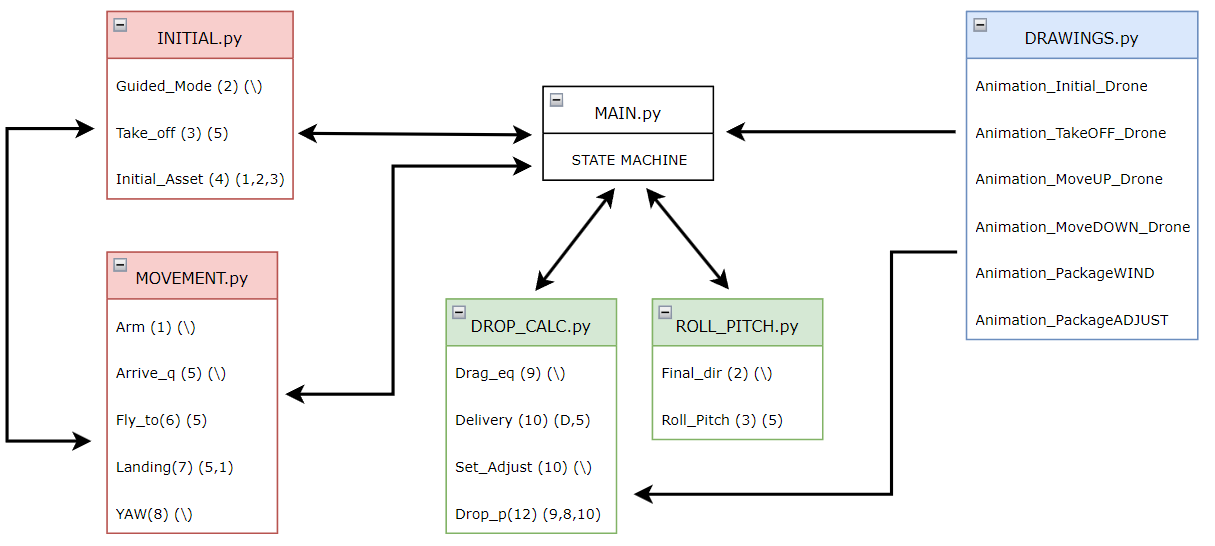 INITIAL.py
Guided_Mode (2) (\)
Take_off (3) (5)
Initial_Asset (4) (1,2,3)
MOVEMENT.py
Arm (1) (\)
Arrive_q (5) (\)
Fly_to(6) (5)
Landing(7) (5,1)
YAW(8) (\)
MAIN.py
STATE MACHINE
DROP_CALC.py
Drag_eq (9) (\)
Delivery (10) (D,5)
Set_Adjust (10) (\)
Drop_p(12) (9,8,10)
ROLL_PITCH.py
Final_dir (2) (\)
Roll_Pitch (3) (5)
DRAWINGS.py
Animation_Initial_Drone
Animation_TakeOFF_Drone
Animation_MoveUP_Drone
Animation_MoveDOWN_Drone
Animation_PackageWIND
Animation_PackageADJUST